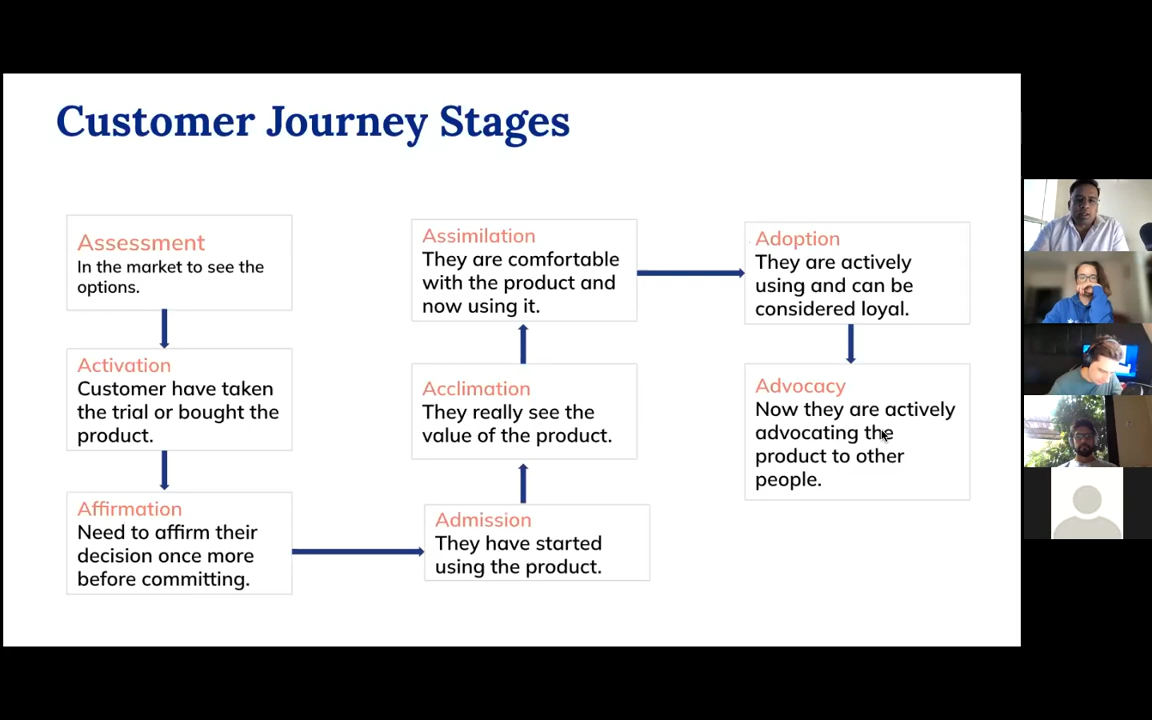 Customer Journey Stages
Assessment
In the market to see the
options.
Activation
Customer have taken
the trial or bought the
product.
Affirmation
Need to affirm their
decision once more
before committing.
Admission
They have started
using the product.
Acclimation
They really see the
value of the product.
Assimilation
They are comfortable
with the product and
now using it.
Adoption
They are actively
using and can be
considered loyal.
Advocacy
Now they are actively
advocating the
product to other
people.